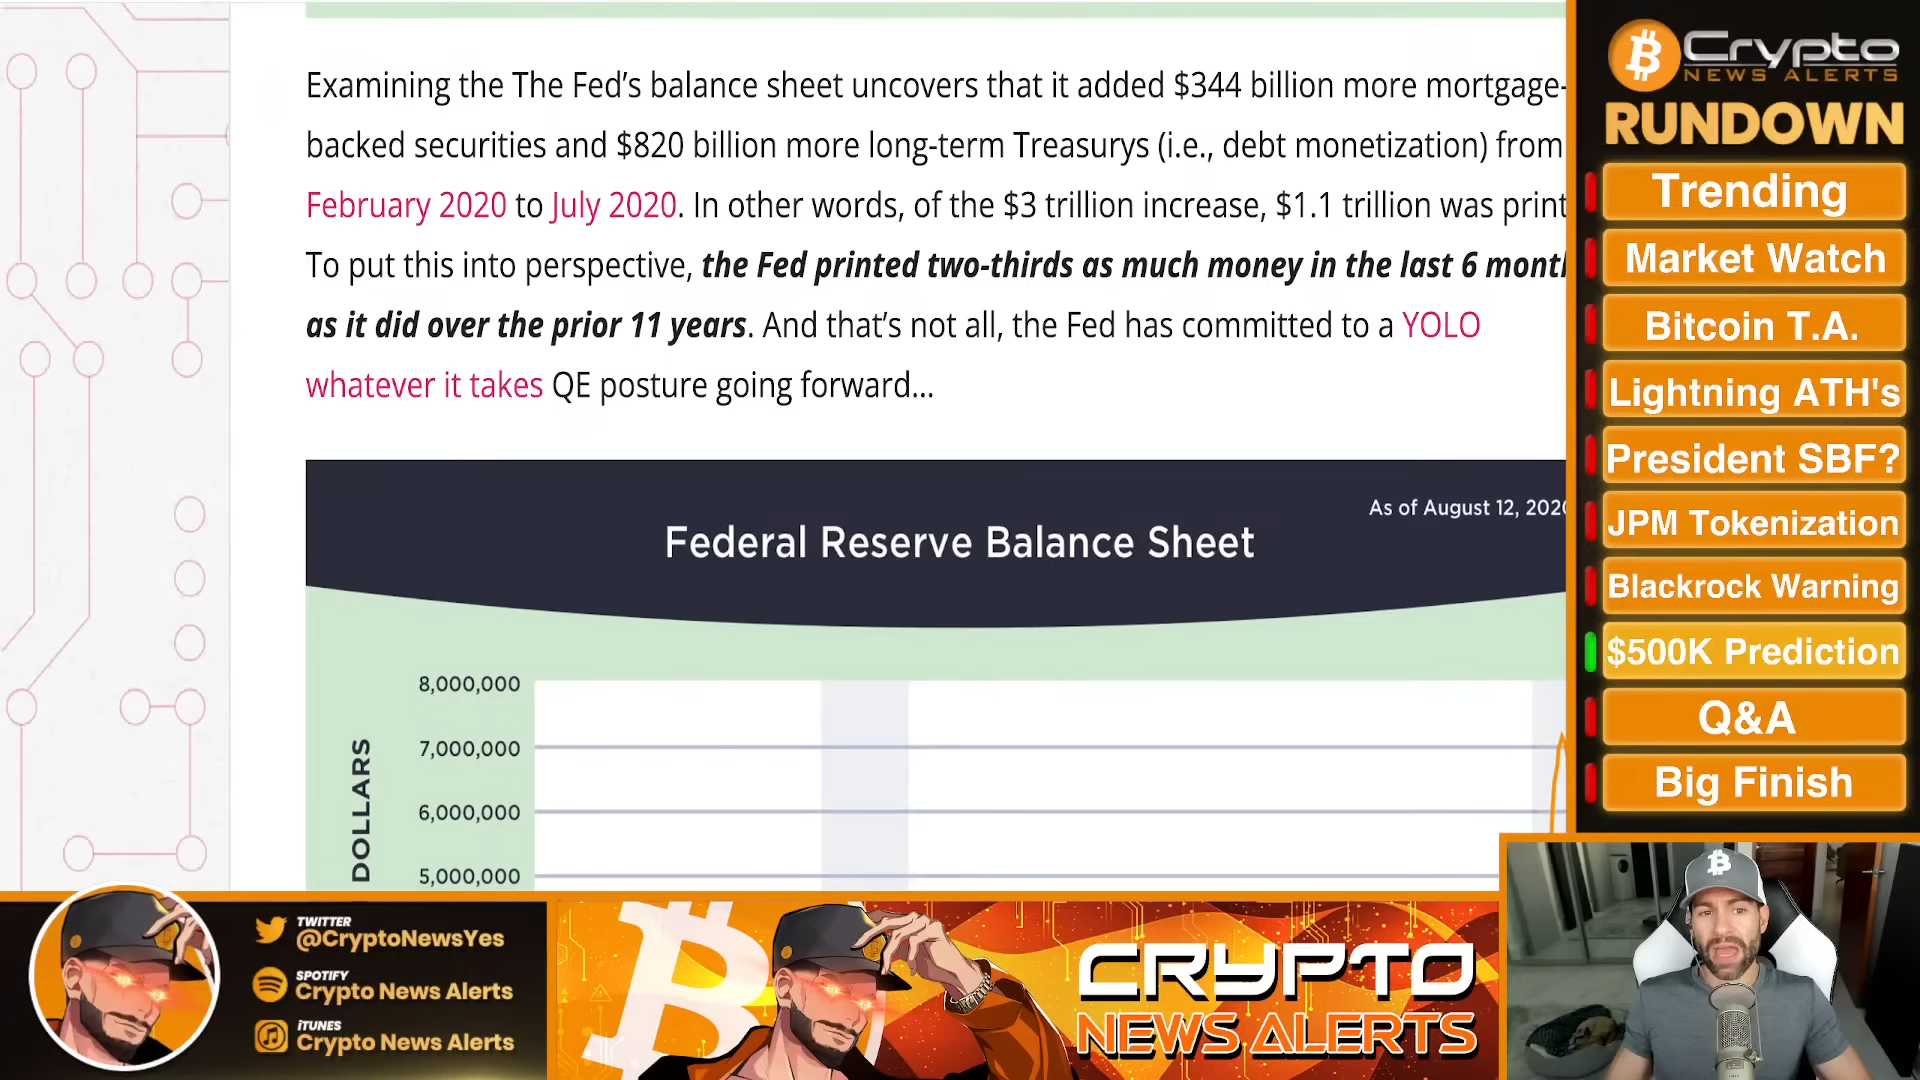 Examining the The Fed’s balance sheet uncovers that it added $344 billion more mortgage-
backed securities and $820 billion more long-term Treasurys (i.e., debt monetization) from
February 2020 to July 2020. In other words, of the $3 trillion increase, $1.1 trillion was print
To put this into perspective, the Fed printed two-thirds as much money in the last 6 month
as it did over the prior 11 years. And that’s not all, the Fed has committed to a YOLO
whatever it takes QE posture going forward...
As of August 12, 2020
Federal Reserve Balance Sheet
8,000,000
7,000,000
6,000,000
5,000,000
DOLLARS
Crypto
NEWS ALERTS
RUNDOWN
Trending
Market Watch
Bitcoin T.A.
Lightning ATH's
President SBF?
JPM Tokenization
Blackrock Warning
$500K Prediction
Q&A
Big Finish
TWITTER
@CryptoNewsYes
SPOTIFY
Crypto News Alerts
iTUNES
Crypto News Alerts
CRYPTO
NEWS ALERTS